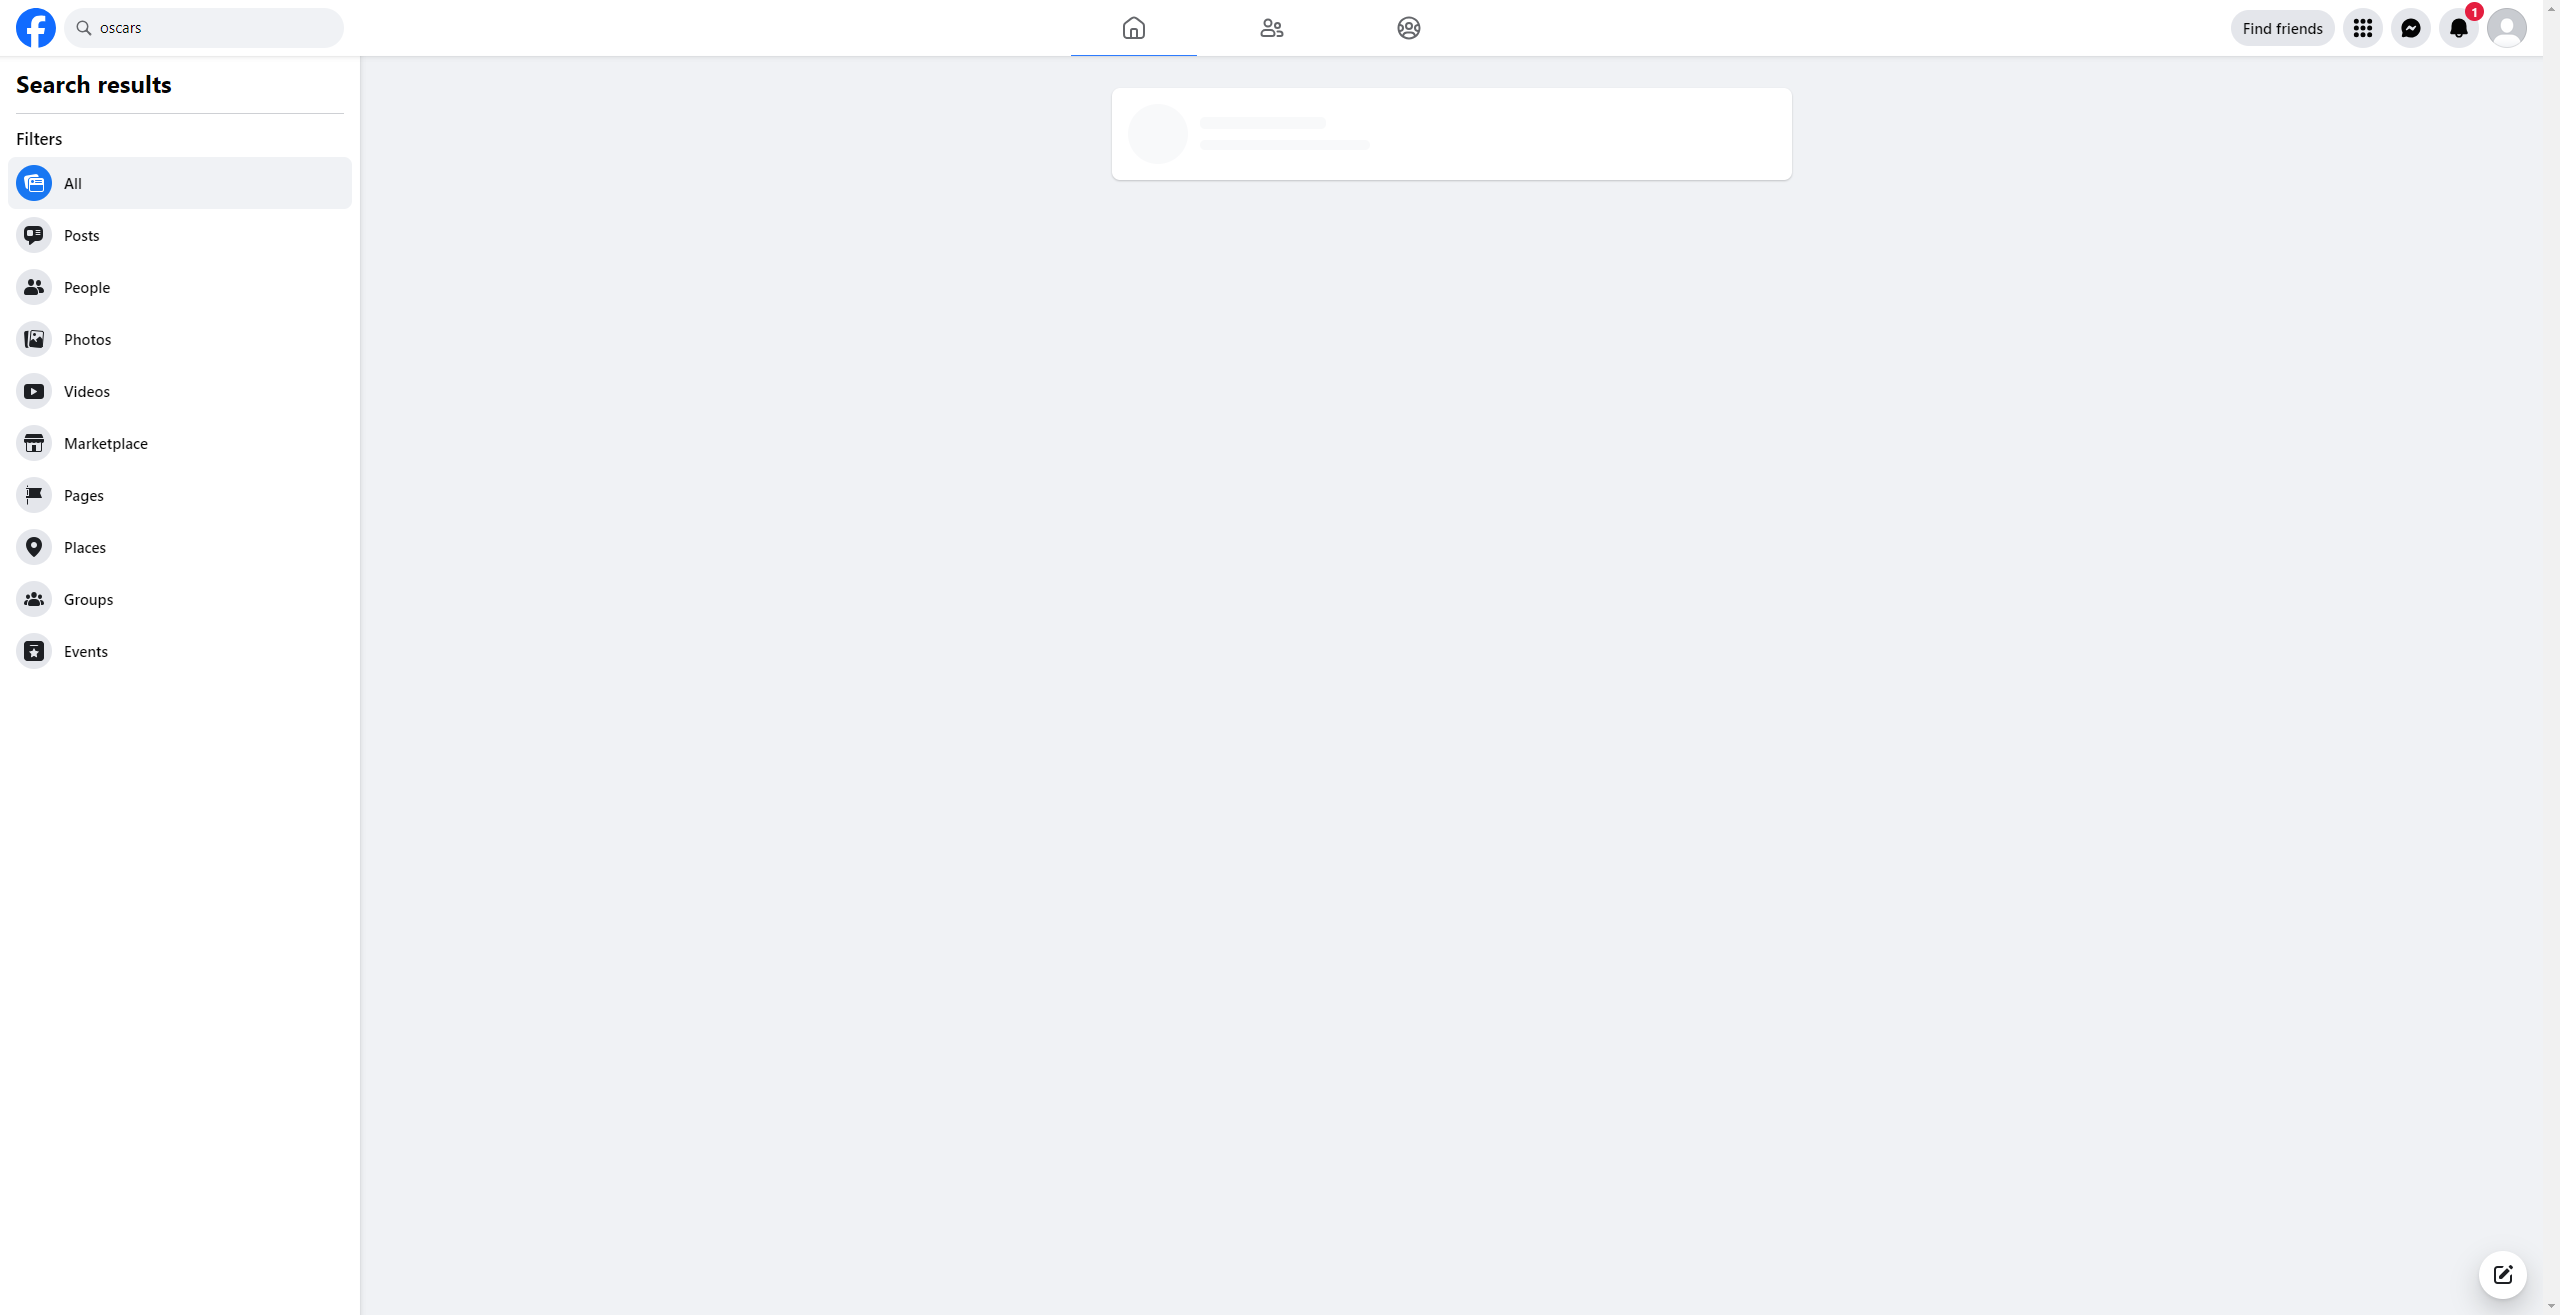 oscars
Find friends
1
Search results
Filters
All
Posts
People
Photos
Videos
Marketplace
Pages
Places
Groups
Events